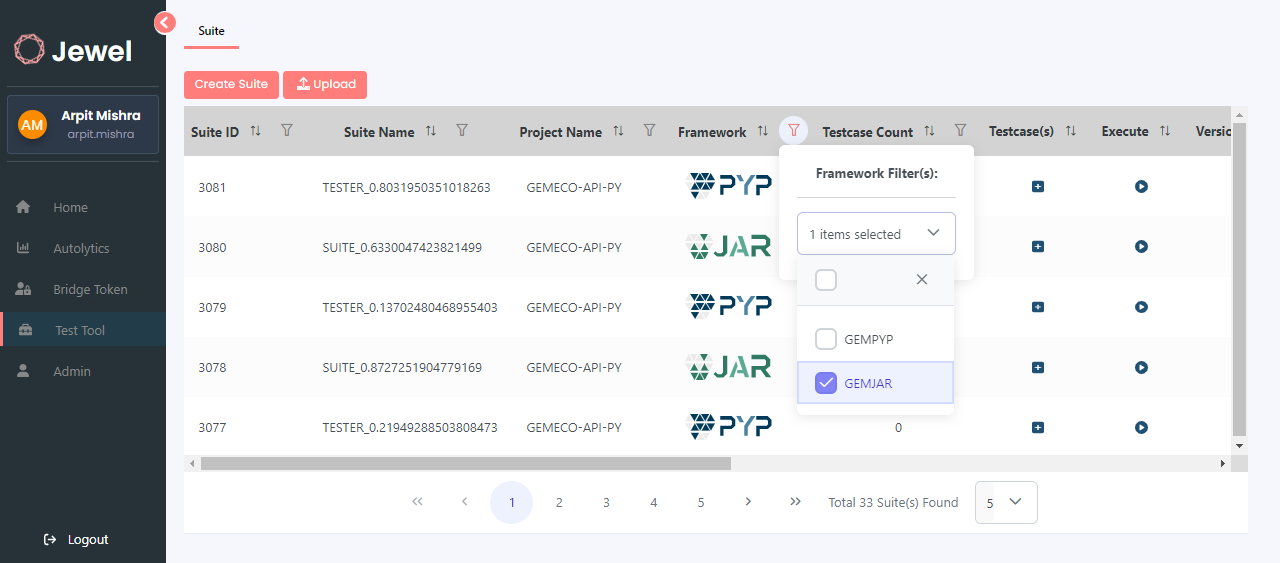 Jewel
AM
Arpit Mishra
arpit.mishra
Home
Autolytics
Bridge Token
Test Tool
Admin
Logout
Suite
Create Suite
Upload
Suite ID Suite Name Project Name Framework Testcase Count Testcase(s) Execute Versio
3081 TESTER_0.8031950351018263 GEMECO-API-PY PYP
3080 SUITE_0.6330047423821499 GEMECO-API-PY JAR
3079 TESTER_0.13702480468955403 GEMECO-API-PY PYP
3078 SUITE_0.8727251904779169 GEMECO-API-PY JAR
3077 TESTER_0.21949288503808473 GEMECO-API-PY PYP 0
Framework Filter(s):
1 items selected
GEMPYP
GEMJAR
1 2 3 4 5 Total 33 Suite(s) Found 5